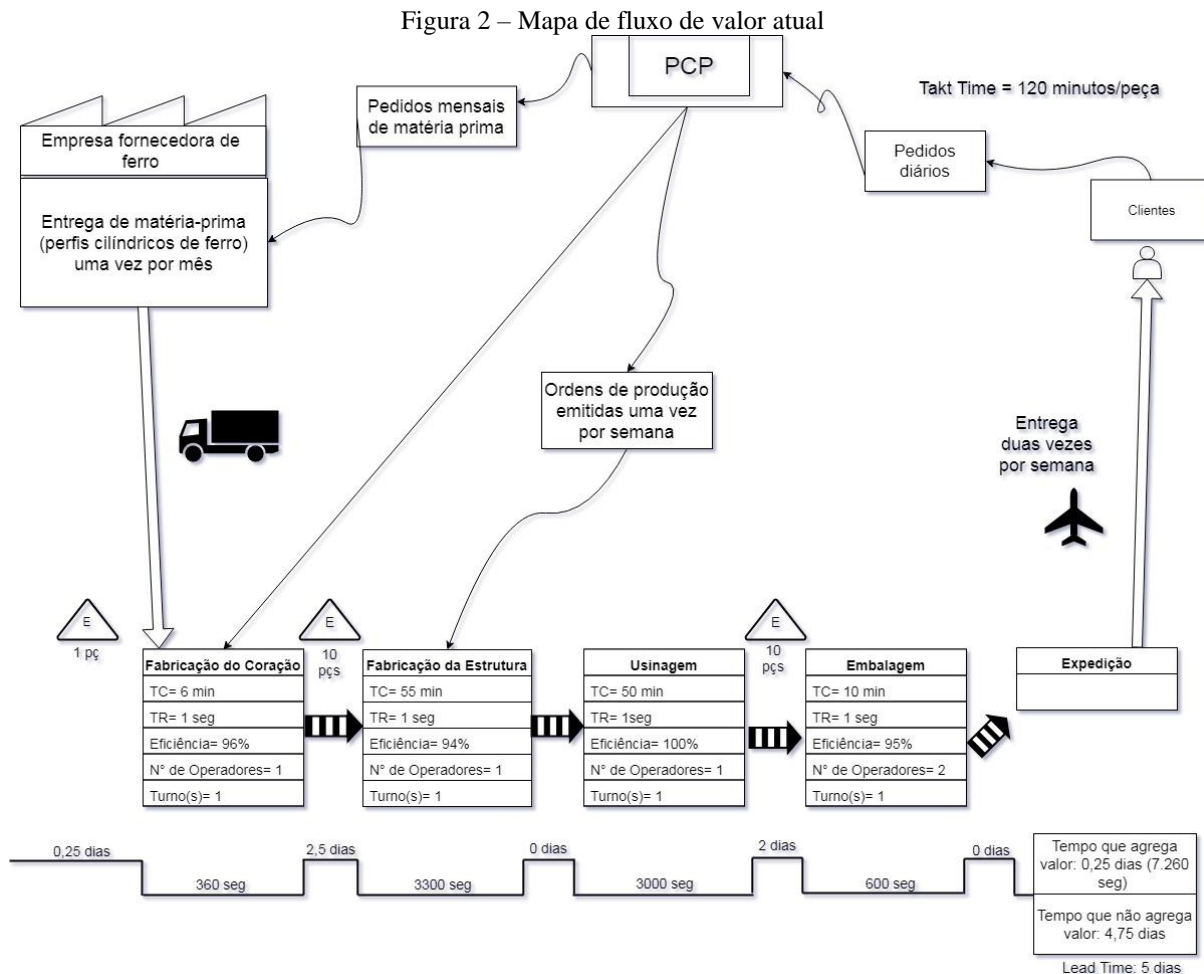 Figura 2 – Mapa de fluxo de valor atual
PCP
Takt Time = 120 minutos/peça
Pedidos mensais
de matéria prima
Empresa fornecedora de
ferro
Pedidos
diários
Clientes
Entrega de matéria-prima
(perfis cilíndricos de ferro)
uma vez por mês
Ordens de produção
emitidas uma vez
por semana
Entrega
duas vezes
por semana
E
1 pç
E
10
pçs
E
10
pçs
Fabricação do Coração
TC= 6 min
TR= 1 seg
Eficiência= 96%
N° de Operadores= 1
Turno(s)= 1
Fabricação da Estrutura
TC= 55 min
TR= 1 seg
Eficiência= 94%
N° de Operadores= 1
Turno(s)= 1
Usinagem
TC= 50 min
TR= 1seg
Eficiência= 100%
N° de Operadores= 1
Turno(s)= 1
Embalagem
TC= 10 min
TR= 1 seg
Eficiência= 95%
N° de Operadores= 2
Turno(s)= 1
Expedição
0,25 dias
360 seg
2,5 dias
3300 seg
0 dias
3000 seg
2 dias
600 seg
0 dias
Tempo que agrega
valor: 0,25 dias (7.260
seg)
Tempo que não agrega
valor: 4,75 dias
Lead Time: 5 dias